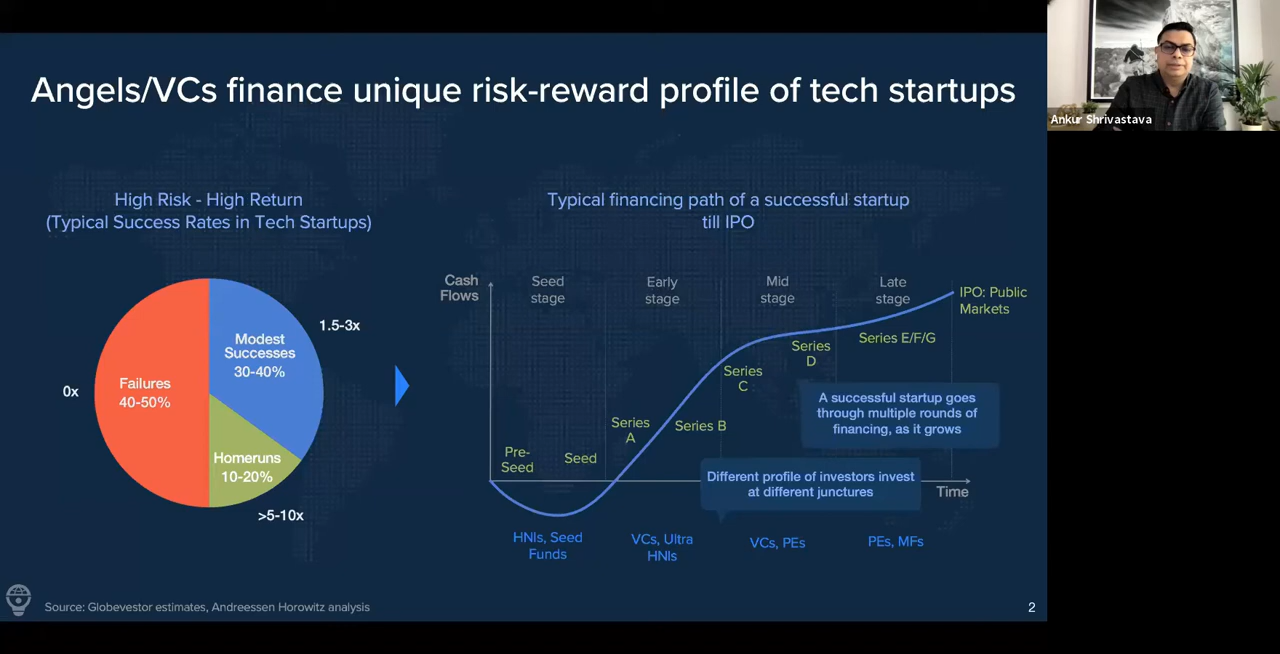 Angels/VCs finance unique risk-reward profile of tech startups
Ankur Shrivastava
High Risk - High Return
(Typical Success Rates in Tech Startups)
Modest
Successes
30-40%
1.5-3x
Failures
40-50%
0x
Homeruns
10-20%
>5-10x
Typical financing path of a successful startup
till IPO
Cash
Flows
Seed
stage
Early
stage
Mid
stage
Late
stage
IPO: Public
Markets
Series E/F/G
Series
D
Series
C
Series B
Series
A
Seed
Pre-
Seed
A successful startup goes
through multiple rounds of
financing, as it grows
Different profile of investors invest
at different junctures
Time
HNIs, Seed
Funds
VCs, Ultra
HNIs
VCs, PEs
PEs, MFs
Source: Globevestor estimates, Andreessen Horowitz analysis
2